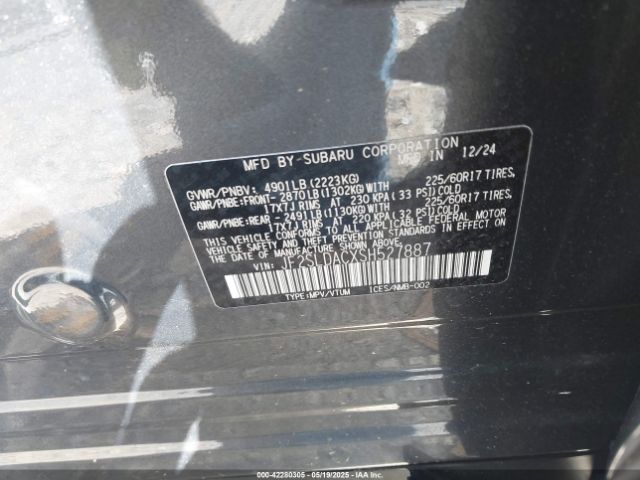 MFD BY·SUBARU CORPORATION
MFD IN 12/24
GVWR/PNBV: 4901LB(2223KG)
GAWR/PNBE:FRONT-2870LB(1302KG)WITH 225/60R17 TIRES,
17X7J RIMS AT 230 KPA(33 PSI)COLD
GAWR/PNBE:REAR -2491LB(1130KG)WITH 225/60R17 TIRES,
17X7J RIMS AT 220 KPA(32 PSI)COLD
THIS VEHICLE CONFORMS TO ALL APPLICABLE FEDERAL MOTOR
VEHICLE SAFETY STANDARDS IN EFFECT ON
THE DATE OF MANUFACTURE SHOWN ABOVE.
VIN: JF2SLDACXSH527887
TYPE:MPV/VTUM ICES/NMB-002
000-42280305 - 05/19/2025 - COPYRIGHT IAA, LLC